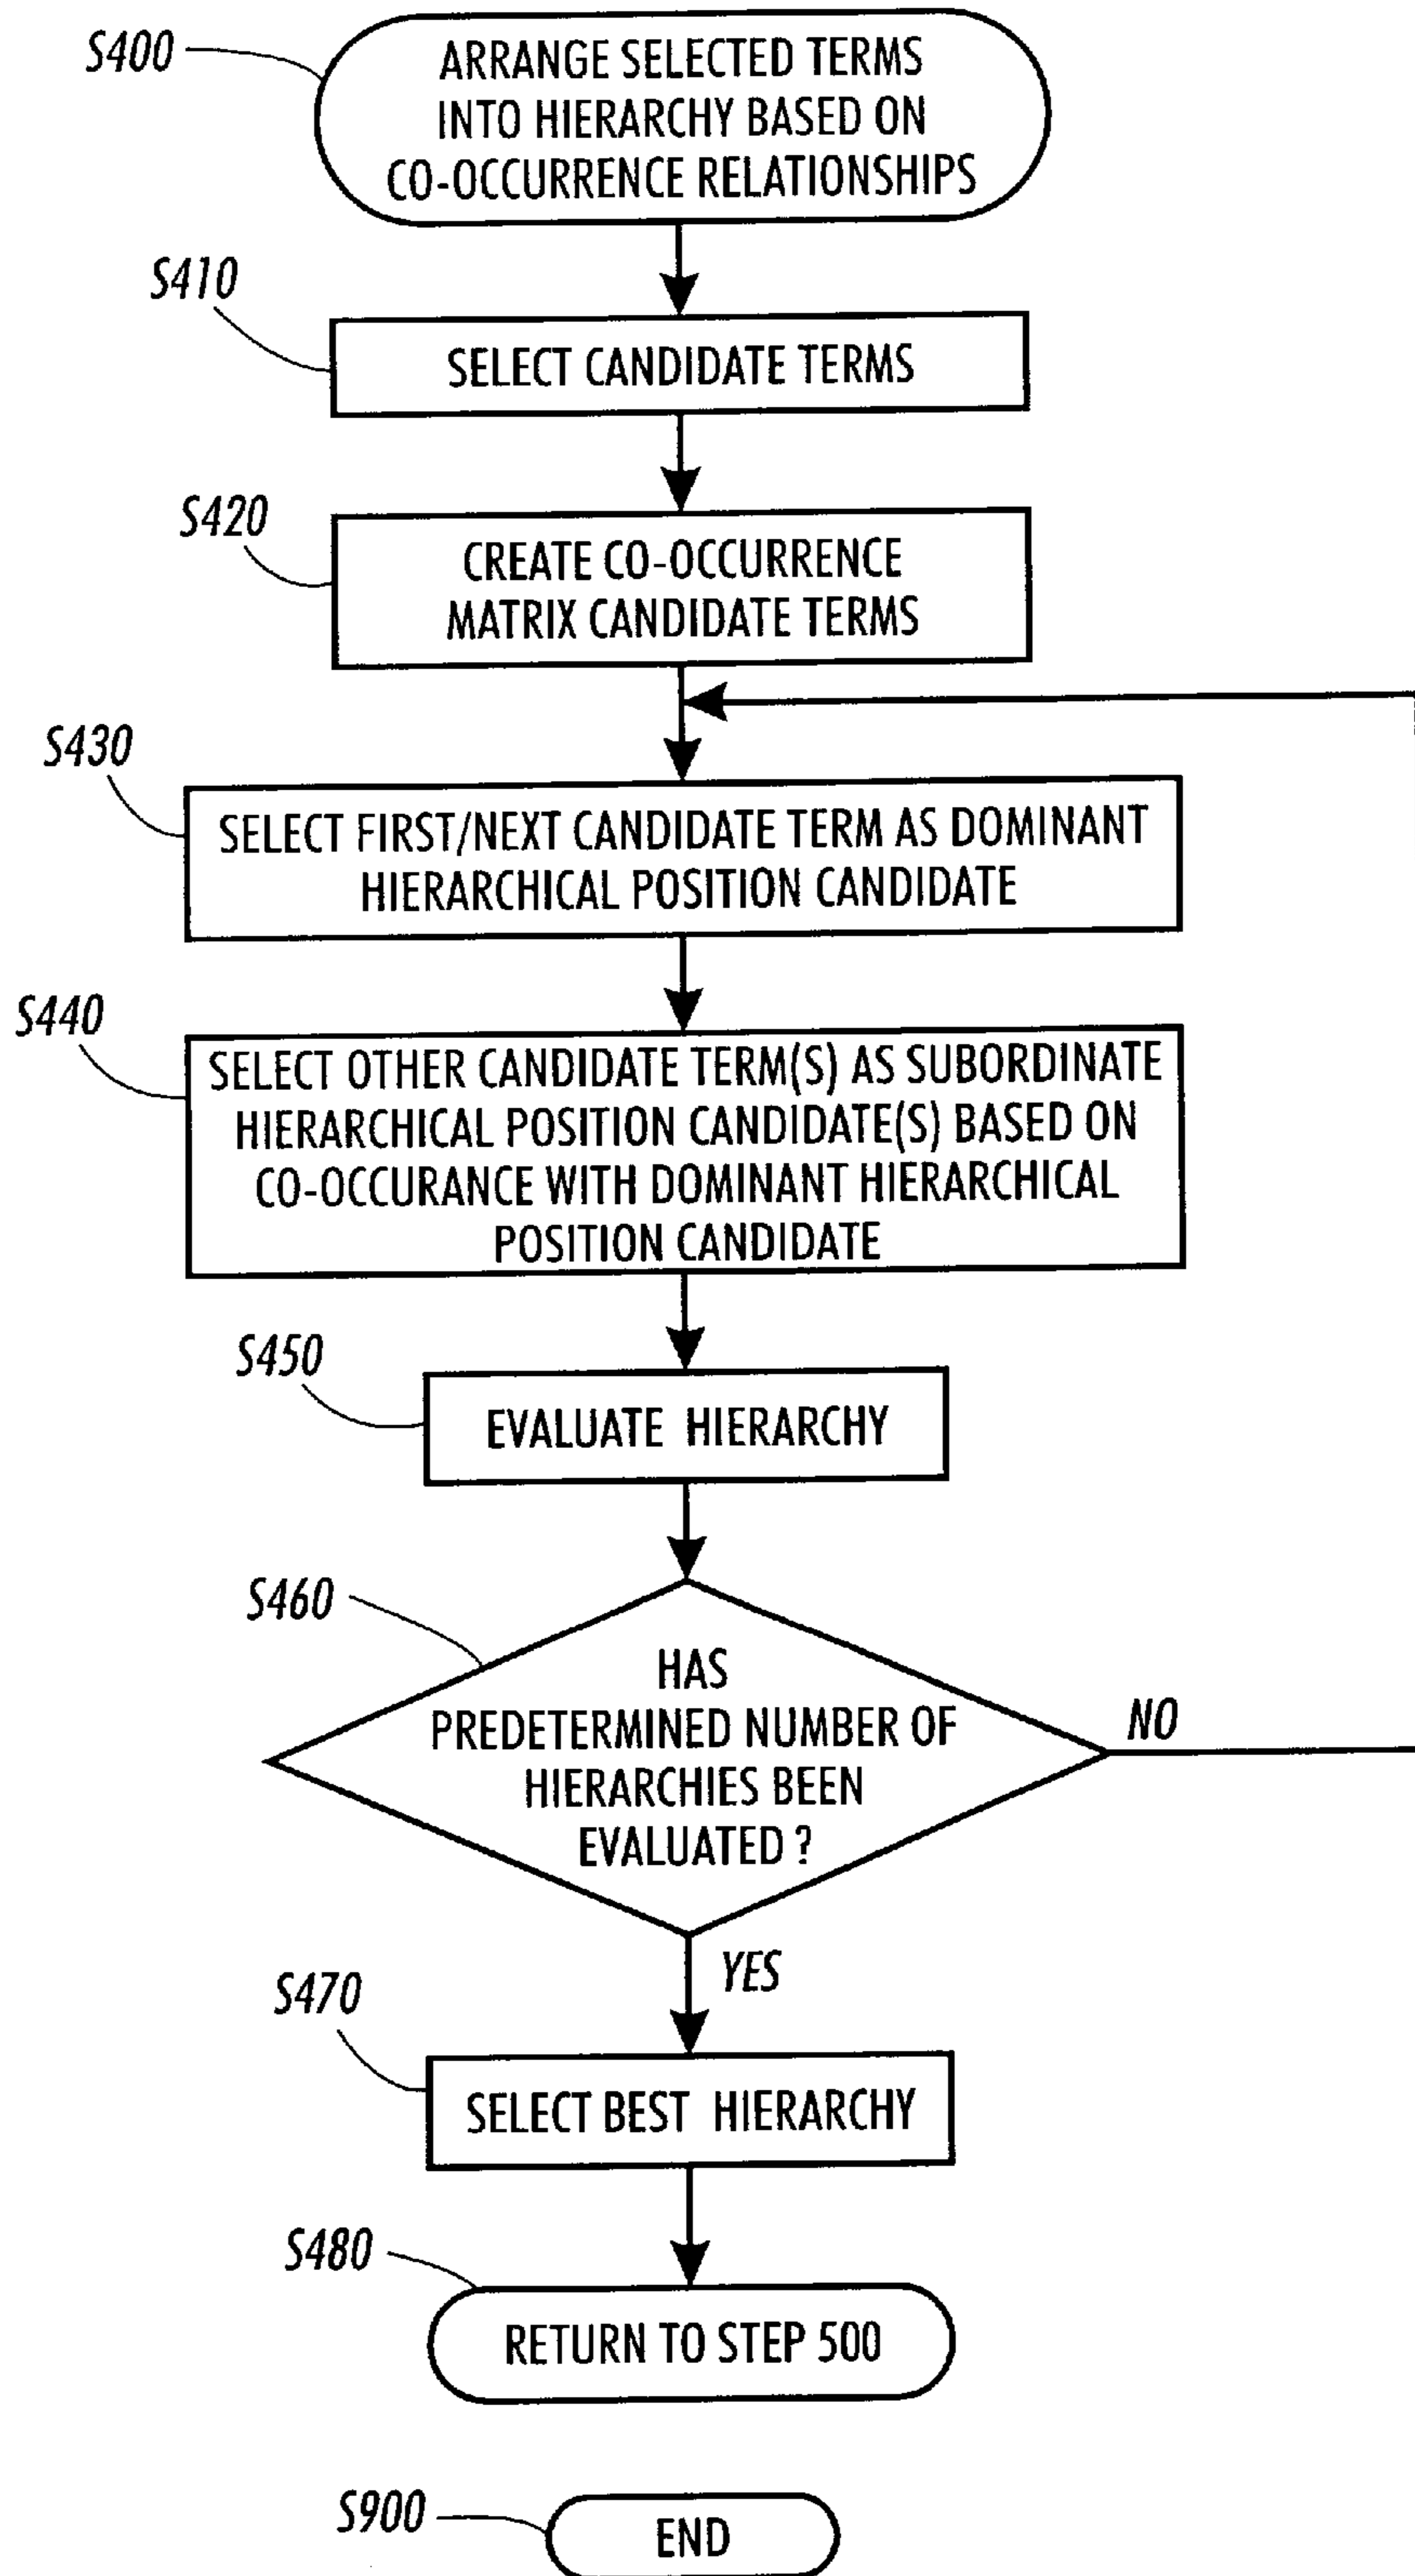 S400
ARRANGE SELECTED TERMS
INTO HIERARCHY BASED ON
CO-OCCURRENCE RELATIONSHIPS
S410
SELECT CANDIDATE TERMS
S420
CREATE CO-OCCURRENCE
MATRIX CANDIDATE TERMS
S430
SELECT FIRST/NEXT CANDIDATE TERM AS DOMINANT
HIERARCHICAL POSITION CANDIDATE
S440
SELECT OTHER CANDIDATE TERM(S) AS SUBORDINATE
HIERARCHICAL POSITION CANDIDATE(S) BASED ON
CO-OCCURANCE WITH DOMINANT HIERARCHICAL
POSITION CANDIDATE
S450
EVALUATE HIERARCHY
S460
HAS
PREDETERMINED NUMBER OF
HIERARCHIES BEEN
EVALUATED ?
NO
YES
S470
SELECT BEST HIERARCHY
S480
RETURN TO STEP 500
S900
END